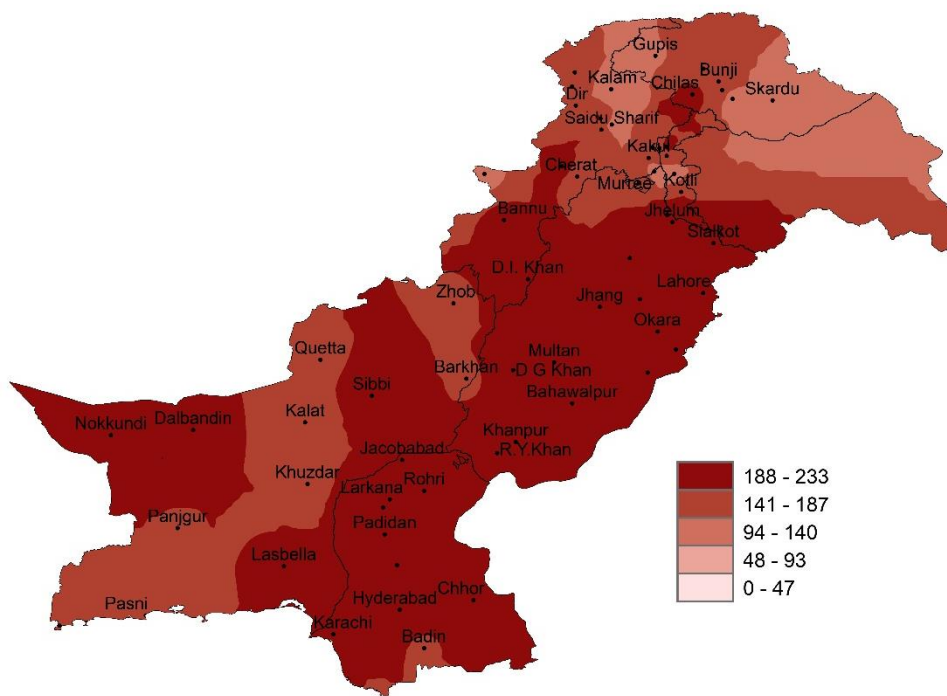 Gupis
Bunji
Kalam
Chilas
Skardu
Dir
Saidu Sharif
Kakul
Cherat
Murree
Kotli
Bannu
Jhelum
Sialkot
D.I. Khan
Zhob
Jhang
Lahore
Okara
Quetta
Multan
Barkhan
D G Khan
Sibbi
Bahawalpur
Nokkundi
Dalbandin
Kalat
Khanpur
Jacobabad
R.Y.Khan
Khuzdar
Rohri
Larkana
Panjgur
Padidan
Lasbella
Pasni
Hyderabad
Chhor
Karachi
Badin
188 - 233
141 - 187
94 - 140
48 - 93
0 - 47